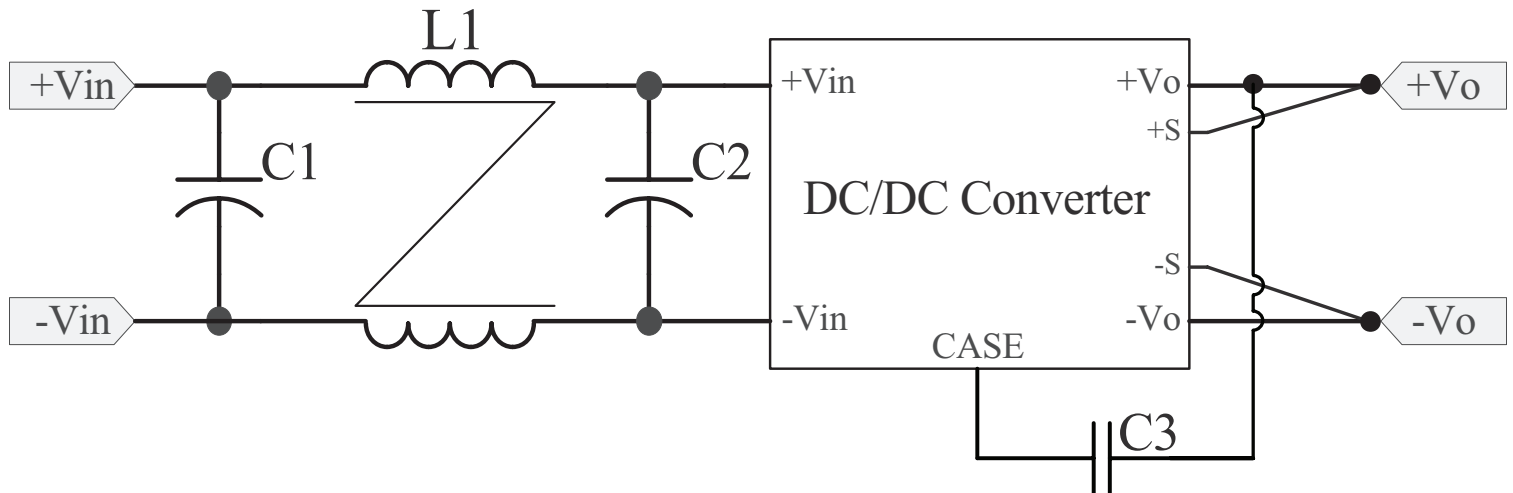 L1
+Vin
+Vin
+Vo
+Vo
+S
C1
C2
DC/DC Converter
-S
-Vin
-Vin
-Vo
-Vo
CASE
C3